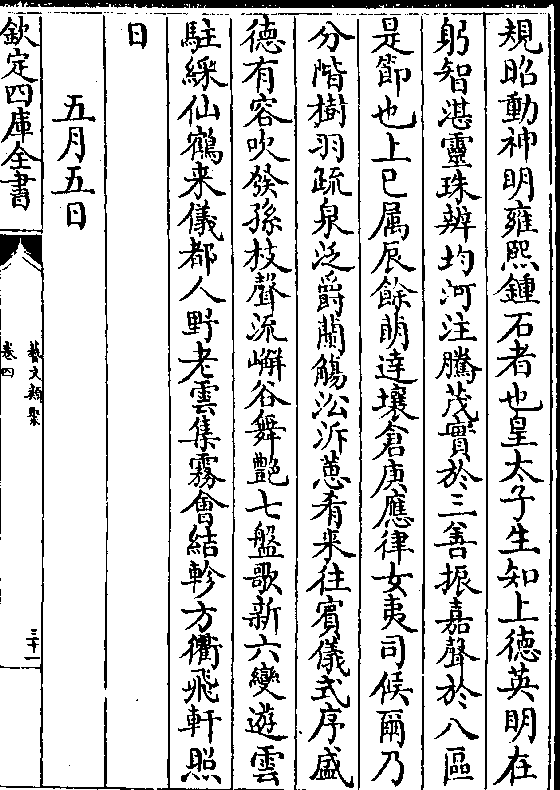 規昭動神明雍熙鍾石者也皇太子生知上德英明在
躬智湛靈珠辨均河注騰茂實於三善振嘉聲於八區
是節也上巳属辰餘萌達壤倉庚應律女夷司候爾乃
分階樹羽疏泉泛爵蘭觴沿泝蕙肴来往賓儀式序盛
德有容吹發孫枝聲流嶰谷舞艶七盤歌新六變遊雲
駐綵仙鶴来儀都人野老雲集霧會結軫方衢飛軒照
日
五月五日
欽定四庫全書
藝文類聚
卷四
三十一